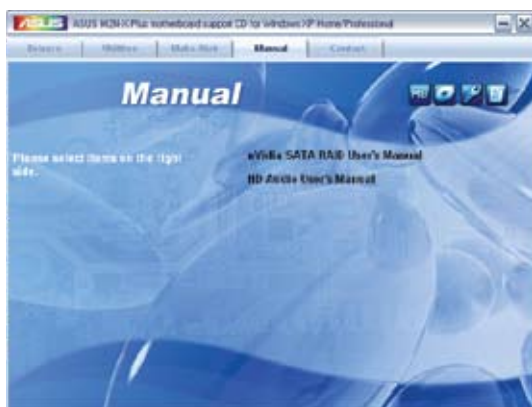 ASUS M2N-X Plus motherboard support CD for Windows XP Home/Professional
Drivers Utilities Make Disk Manual Contact
Manual
Please select items on the right
side.
nVidia SATA RAID User's Manual
HD Audio User's Manual